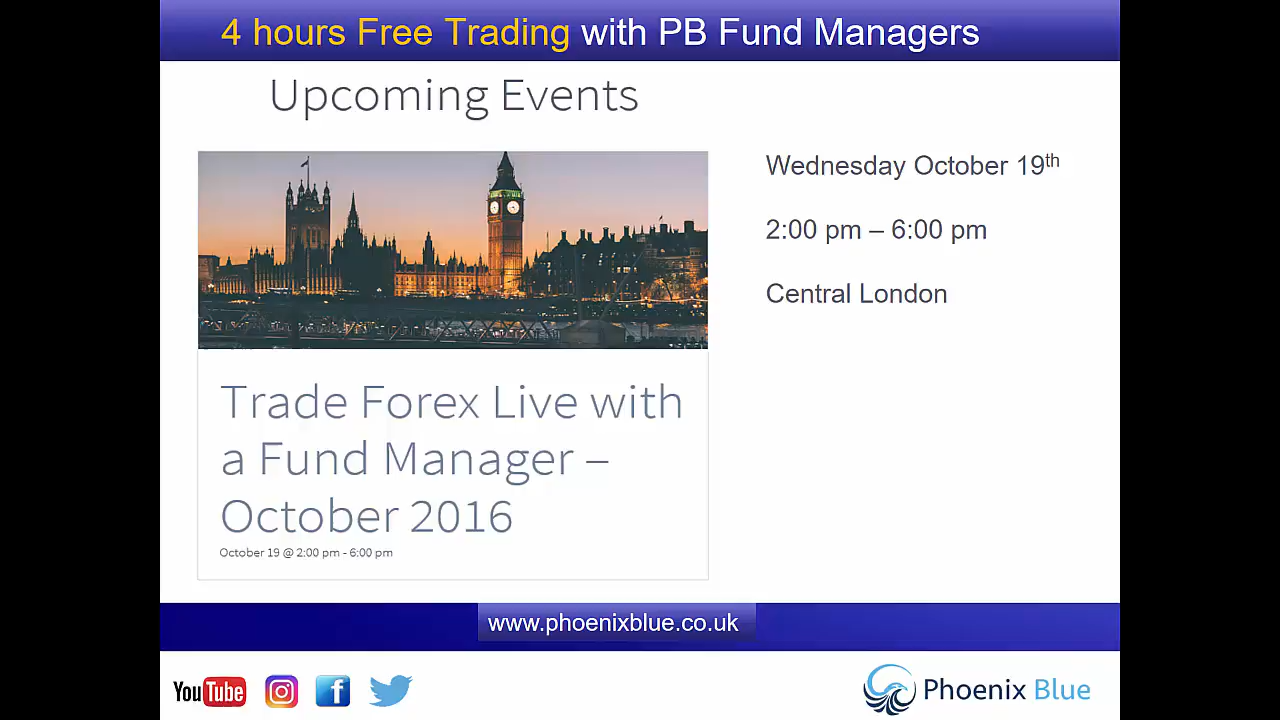 4 hours Free Trading with PB Fund Managers
Upcoming Events
Wednesday October 19th
2:00 pm – 6:00 pm
Central London
Trade Forex Live with
a Fund Manager –
October 2016
October 19 @ 2:00 pm - 6:00 pm
www.phoenixblue.co.uk
YouTube
Phoenix Blue